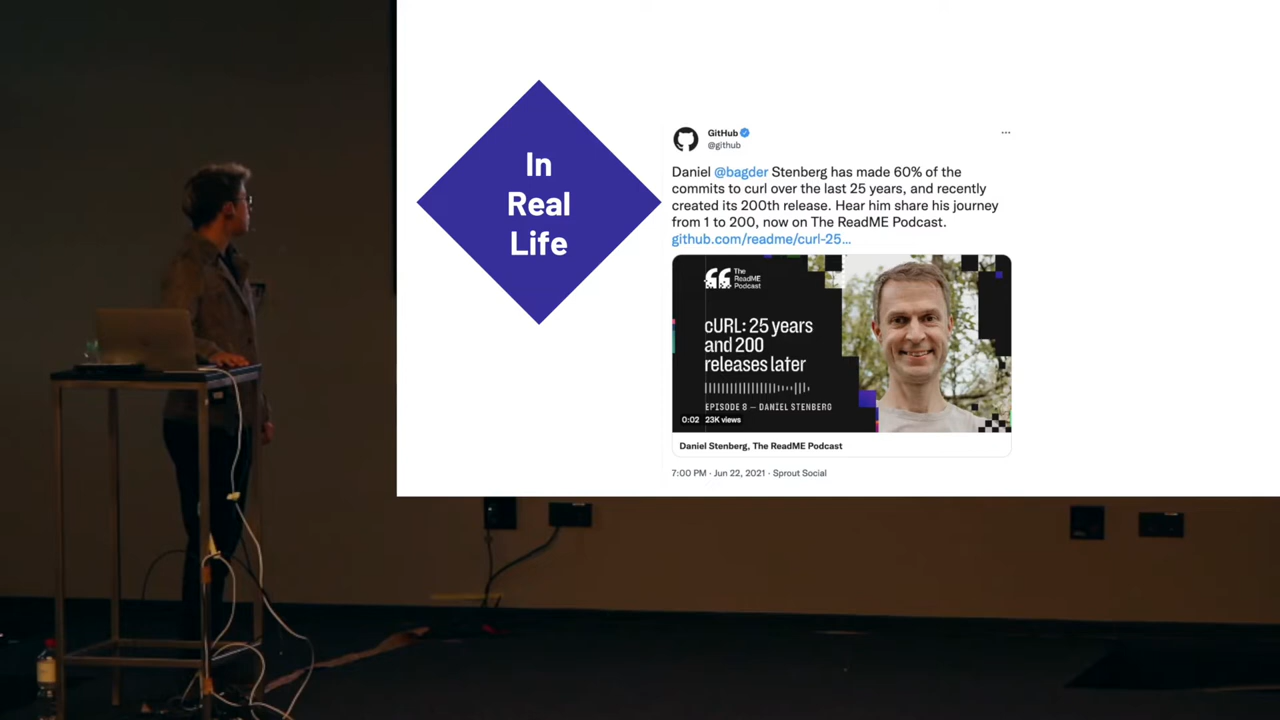 In
Real
Life
GitHub
@github
Daniel @bagder Stenberg has made 60% of the
commits to curl over the last 25 years, and recently
created its 200th release. Hear him share his journey
from 1 to 200, now on The ReadME Podcast.
github.com/readme/curl-25...
The
ReadME
Podcast
cURL: 25 years
and 200
releases later
EPISODE 8 — DANIEL STENBERG
0:02 23K views
Daniel Stenberg, The ReadME Podcast
7:00 PM · Jun 22, 2021 · Sprout Social